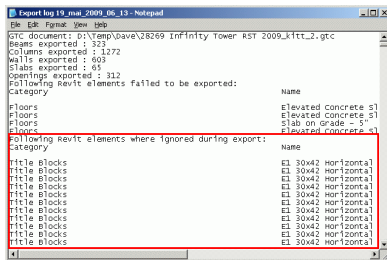 Export log 19_mai_2009_06_13 - Notepad
File Edit Format View Help
GTC document: D:\Temp\Dave\28269 Infinity Tower RST 2009_kitt_2.gtc
Beams exported : 323
Columns exported : 1272
Walls exported : 603
Slabs exported : 65
Openings exported : 312
Following Revit elements failed to be exported:
Category Name
Floors Elevated Concrete Sl
Floors Elevated Concrete Sl
Floors Slab on Grade - 5"
Floors Elevated Concrete Sl
Following Revit elements where ignored during export:
Category Name
Title Blocks E1 30x42 Horizontal
Title Blocks E1 30x42 Horizontal
Title Blocks E1 30x42 Horizontal
Title Blocks E1 30x42 Horizontal
Title Blocks E1 30x42 Horizontal
Title Blocks E1 30x42 Horizontal
Title Blocks E1 30x42 Horizontal
Title Blocks E1 30x42 Horizontal
Title Blocks E1 30x42 Horizontal
Title Blocks E1 30x42 Horizontal